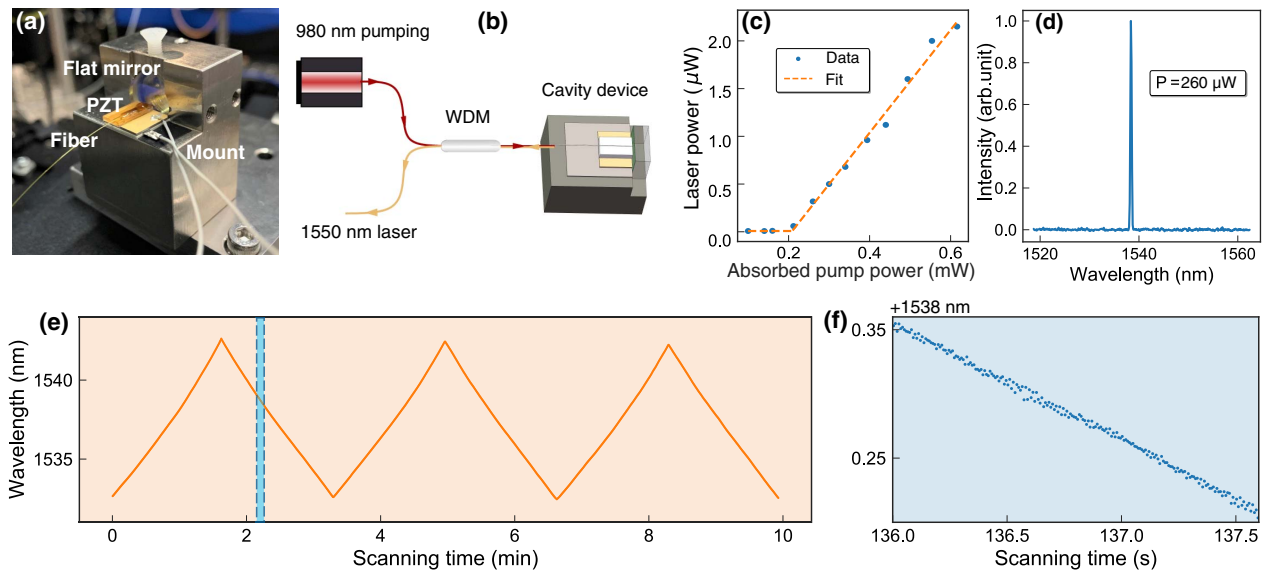 (a)
Flat mirror
PZT
Fiber
Mount
(b)
980 nm pumping
WDM
Cavity device
1550 nm laser
(c)
Laser power (μW)
2.0
1.5
1.0
0.5
0.0
Data
Fit
0.2
0.4
0.6
Absorbed pump power (mW)
(d)
Intensity (arb.unit)
1.0
0.8
0.6
0.4
0.2
0.0
P =260 μW
1520
1540
1560
Wavelength (nm)
(e)
Wavelength (nm)
1540
1535
0
2
4
6
8
10
Scanning time (min)
(f)
+1538 nm
0.35
0.25
136.0
136.5
137.0
137.5
Scanning time (s)